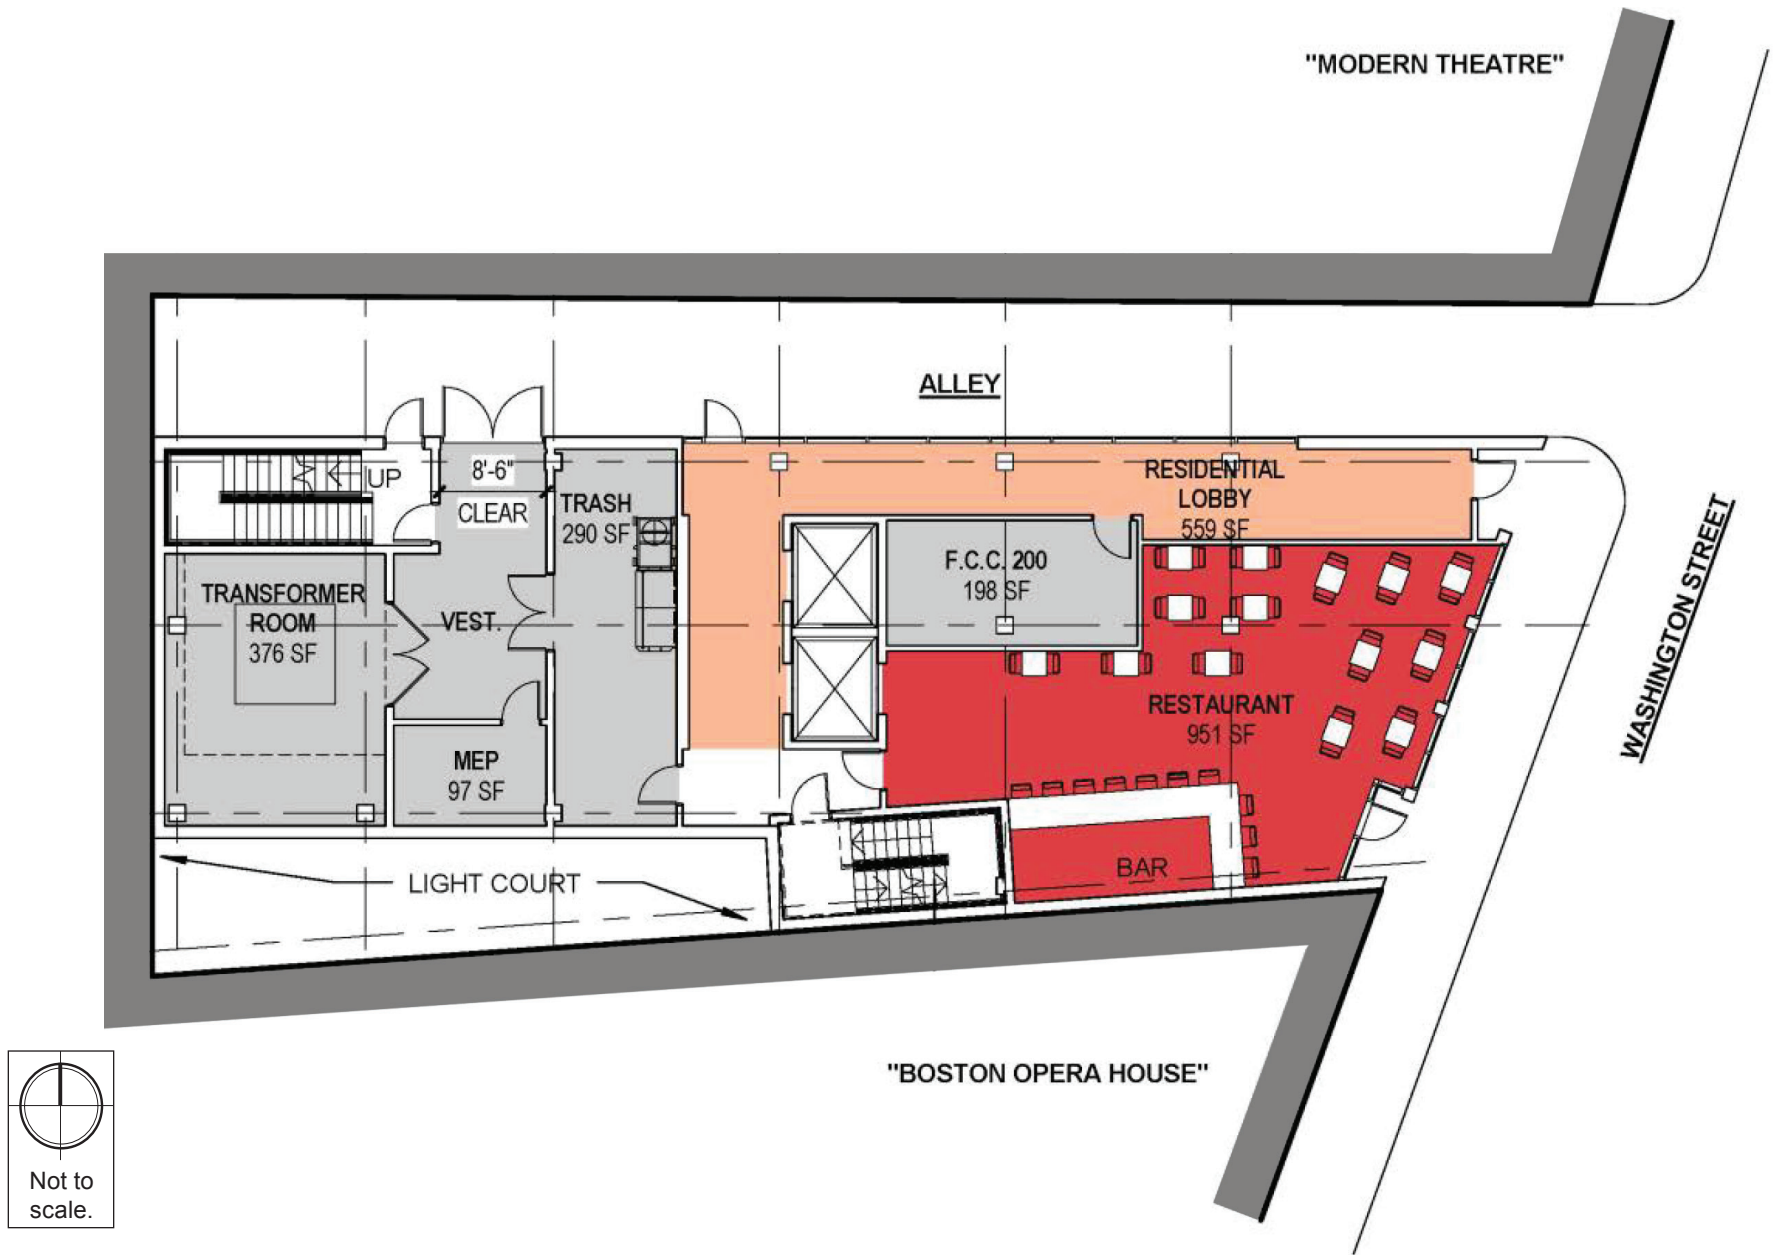 "MODERN THEATRE"
ALLEY
UP
8'-6"
CLEAR
TRASH
290 SF
RESIDENTIAL
LOBBY
559 SF
F.C.C. 200
198 SF
TRANSFORMER
ROOM
376 SF
VEST.
WASHINGTON STREET
RESTAURANT
951 SF
MEP
97 SF
BAR
LIGHT COURT
"BOSTON OPERA HOUSE"
Not to
scale.